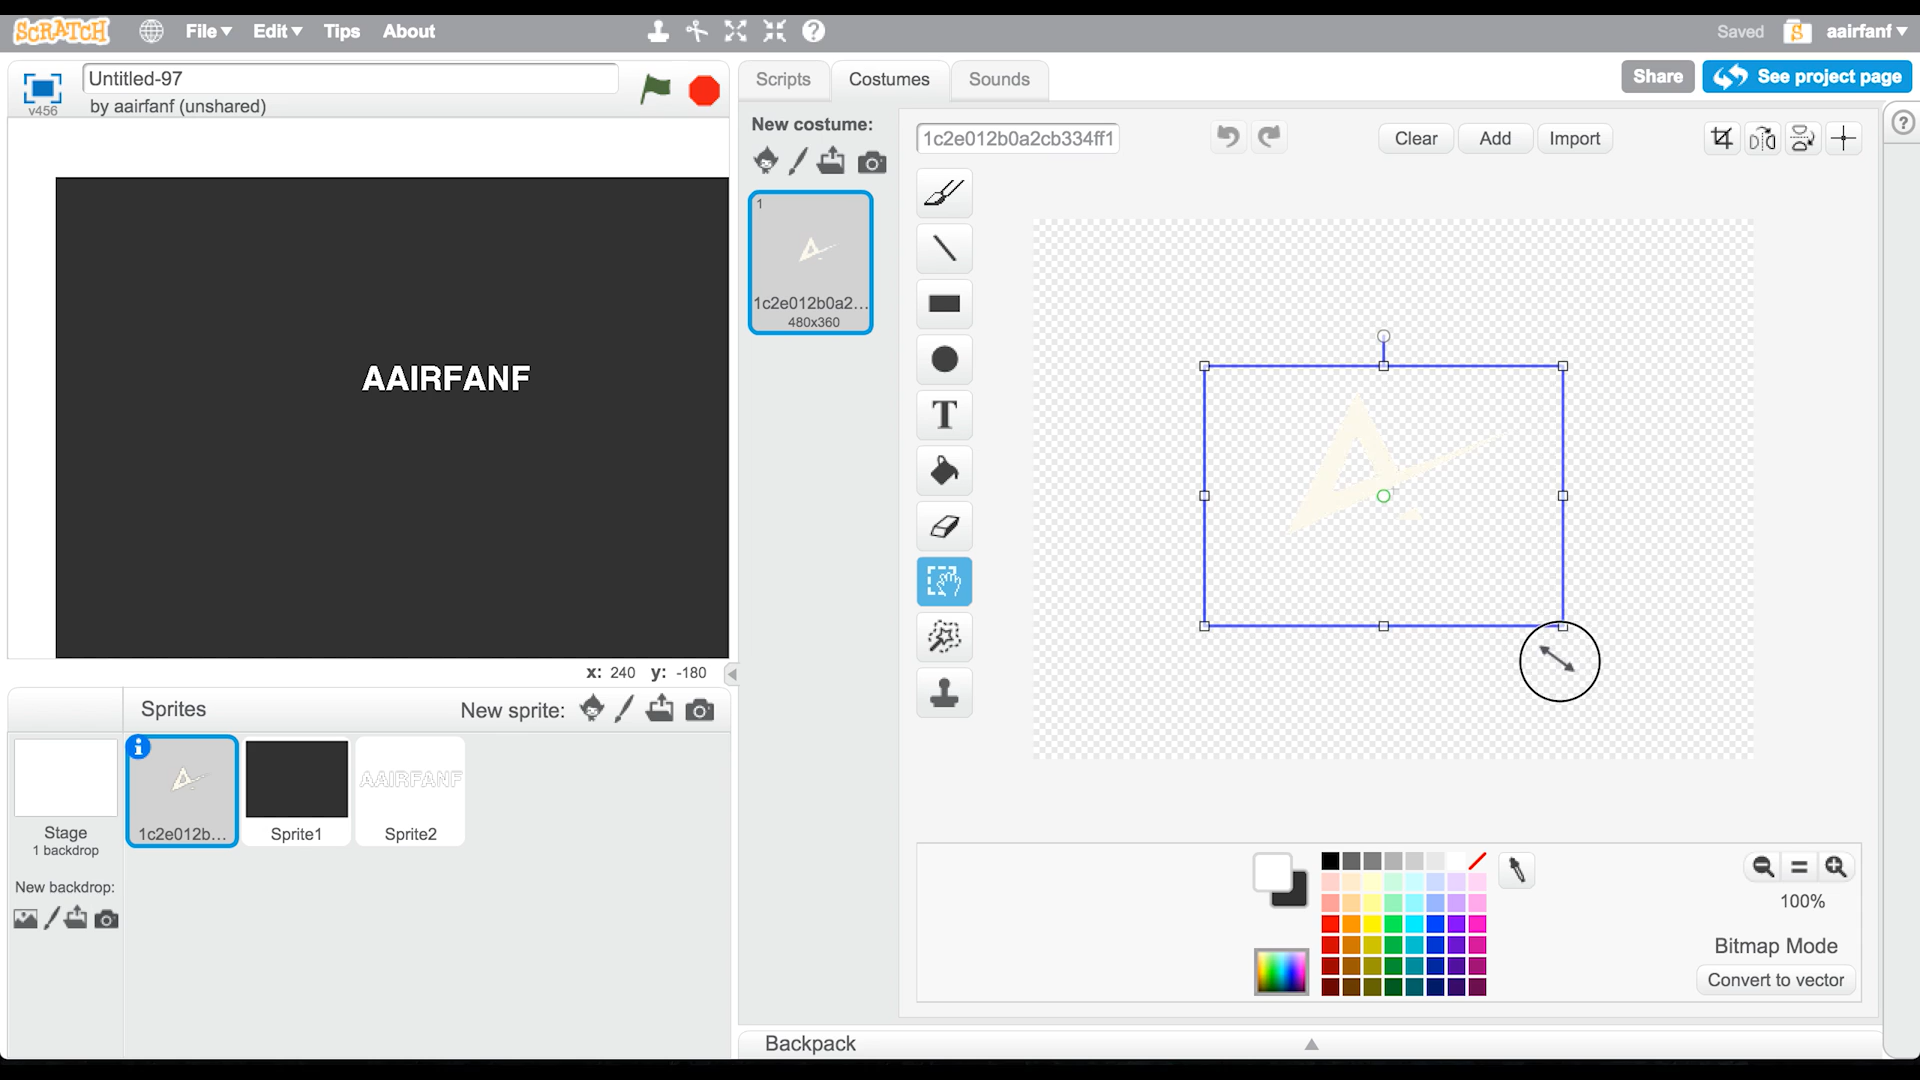 SCRATCH
File
Edit
Tips
About
Saved
aairfanf
v456
Untitled-97
by aairfanf (unshared)
Scripts
Costumes
Sounds
Share
See project page
New costume:
1c2e012b0a2cb334ff1
Clear
Add
Import
1
1c2e012b0a2...
480x360
AAIRFANF
T
x: 240 y: -180
Sprites
New sprite:
Stage
1 backdrop
1c2e012b...
Sprite1
AAIRFANF
Sprite2
New backdrop:
100%
Bitmap Mode
Convert to vector
Backpack